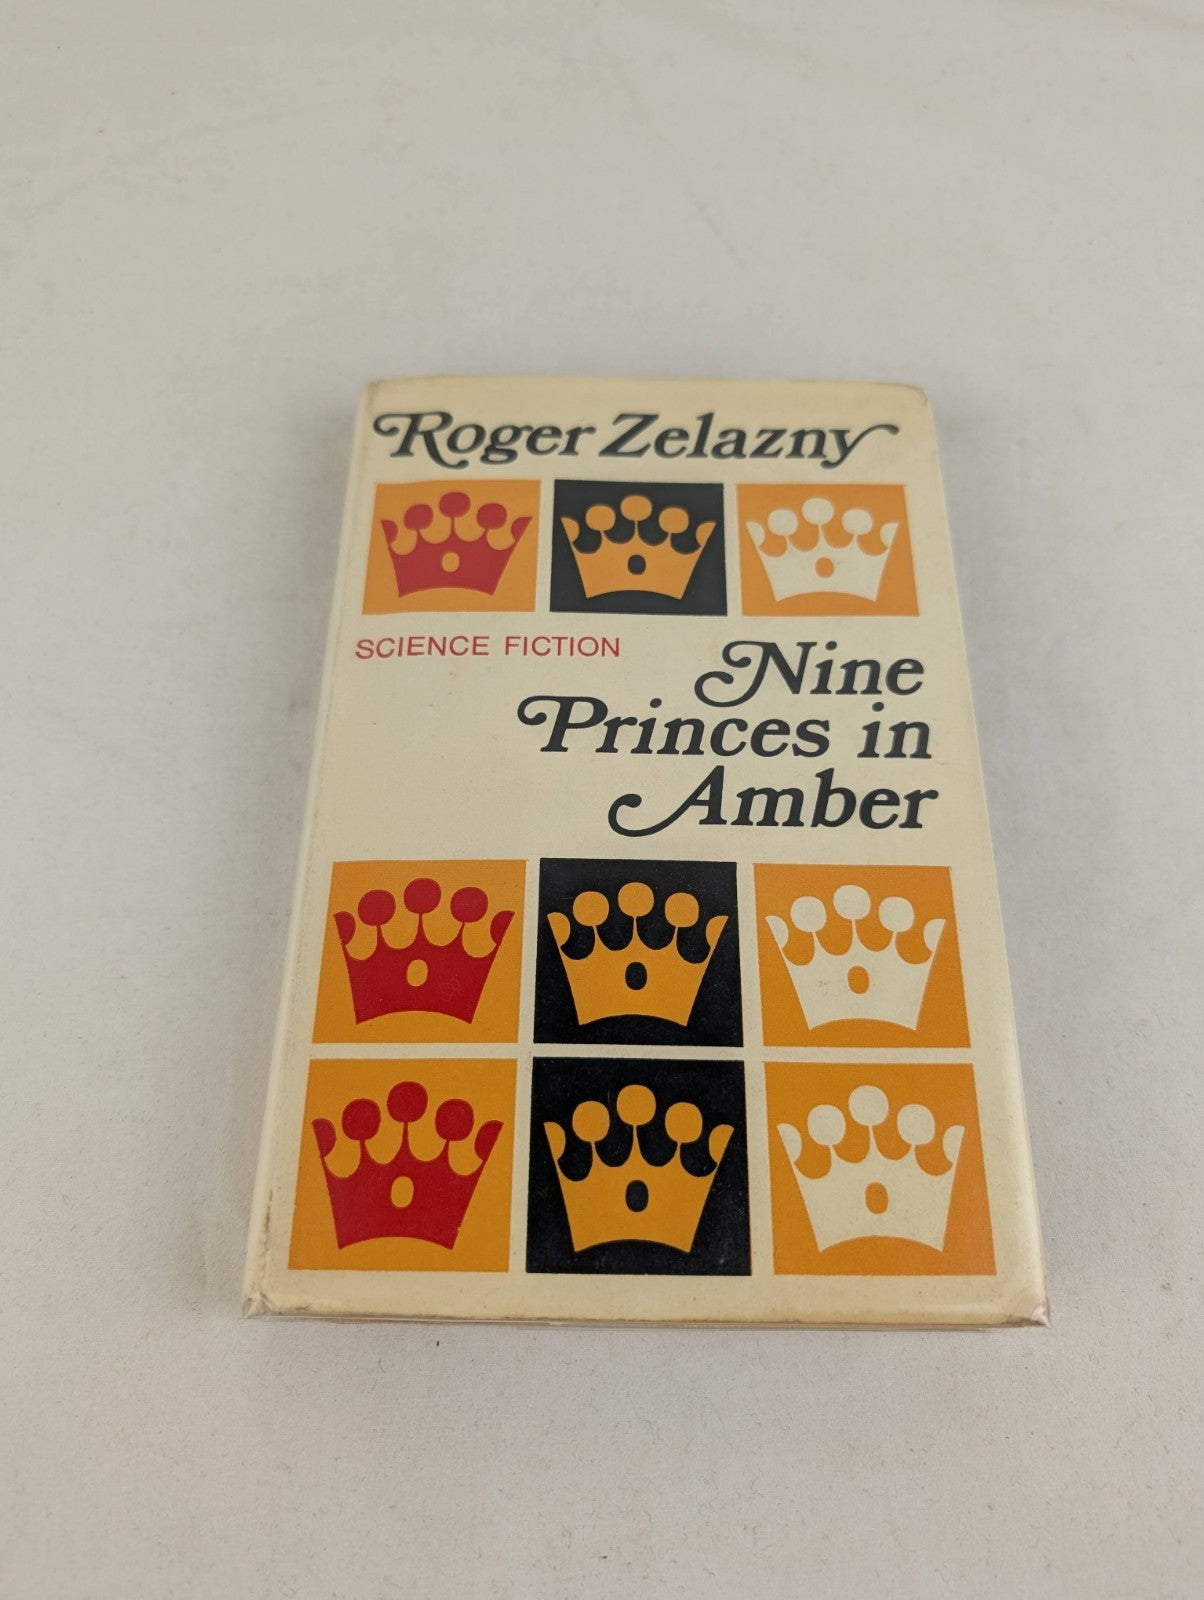 Roger Zelazny
SCIENCE FICTION
Nine
Princes in
Amber